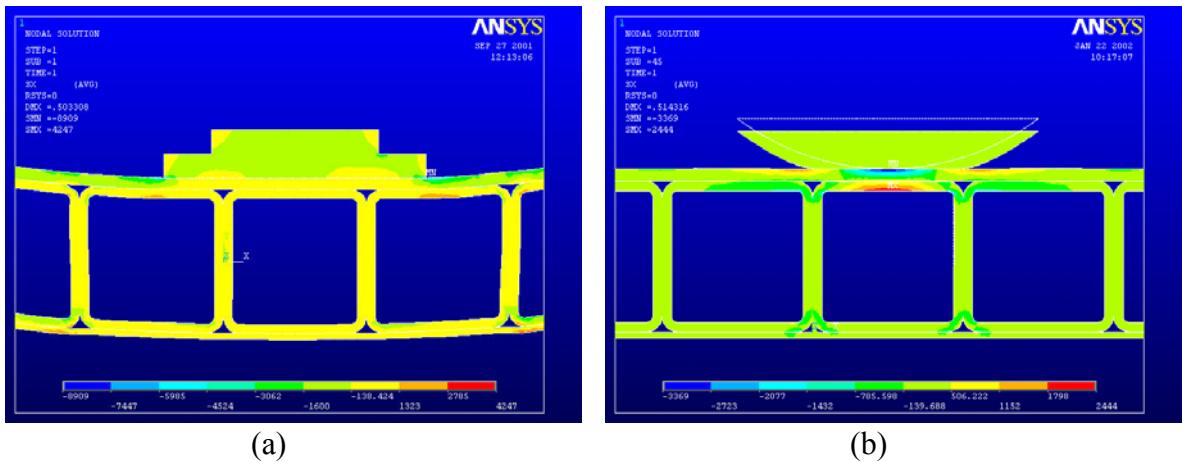 1
ANSYS
NODAL SOLUTION
SEP 27 2001
12:13:06
STEP=1
SUB =1
TIME=1
SX (AVG)
RSYS=0
DMX =.503308
SMN =-8909
SMX =4247
MN
X
-8909 -5985 -3062 -138.424 2785
-7447 -4524 -1600 1323 4247
(a)
1
ANSYS
NODAL SOLUTION
JAN 22 2002
10:17:07
STEP=1
SUB =45
TIME=1
SX (AVG)
RSYS=0
DMX =.514316
SMN =-3369
SMX =2444
MN
-3369 -2077 -785.598 506.222 1798
-2723 -1432 -139.688 1152 2444
(b)